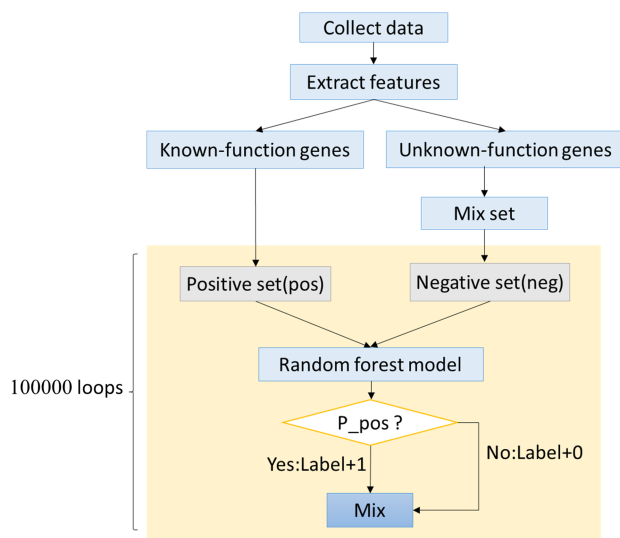 Collect data
Extract features
Known-function genes
Unknown-function genes
Mix set
Positive set(pos)
Negative set(neg)
Random forest model
100000 loops
P_pos ?
Yes:Label+1
No:Label+0
Mix